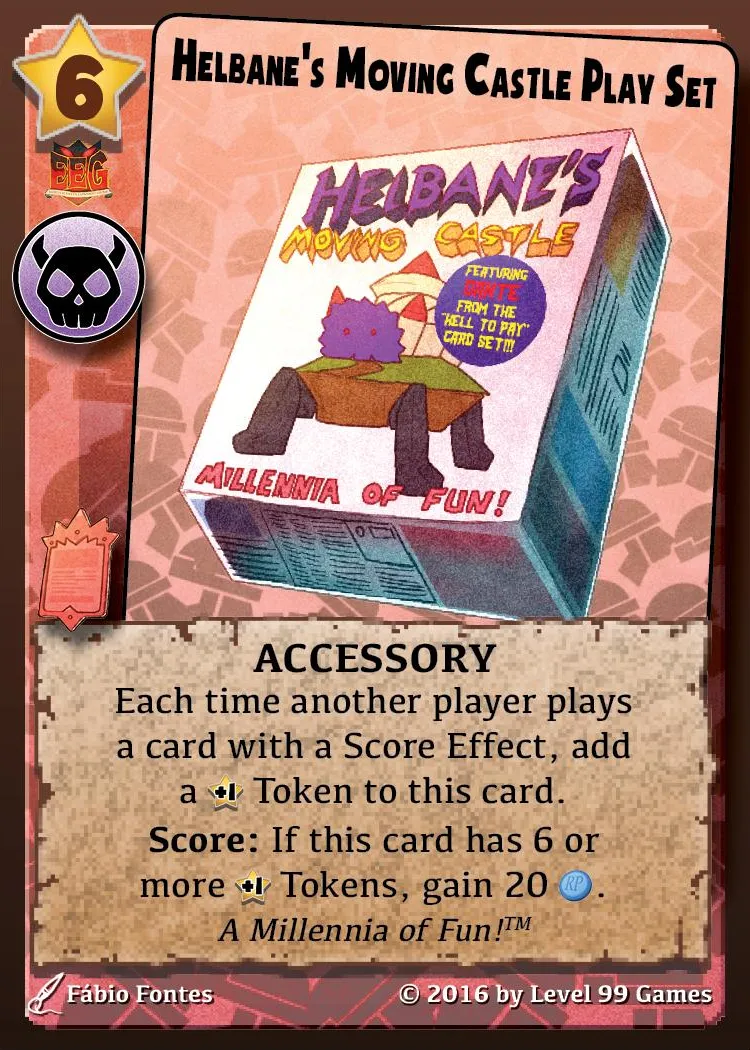 6
HELBANE'S MOVING CASTLE PLAY SET
EEG
HELBANE'S
MOVING CASTLE
FEATURING
DANTE
FROM THE
"HELL TO PAY"
CARD SET!!!
MILLENNIA OF FUN!
ACCESSORY
Each time another player plays
a card with a Score Effect, add
a +1 Token to this card.
Score: If this card has 6 or
more +1 Tokens, gain 20 RP.
A Millennia of Fun!™
Fábio Fontes
© 2016 by Level 99 Games